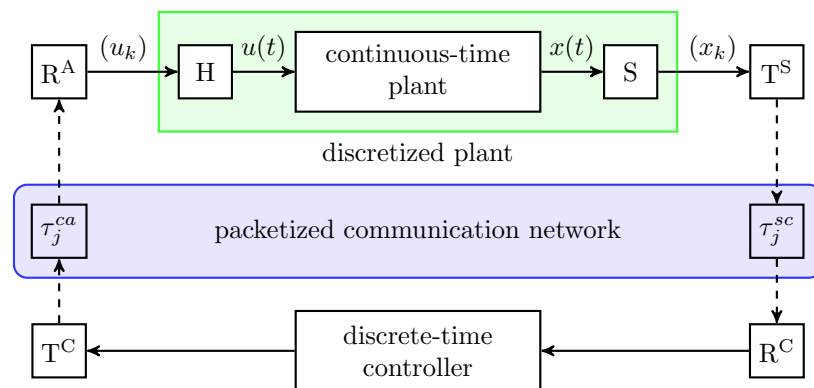 (u_k)
u(t)
x(t)
(x_k)
R^A
H
continuous-time
plant
S
T^S
discretized plant
τ_j^{ca}
packetized communication network
τ_j^{sc}
T^C
discrete-time
controller
R^C